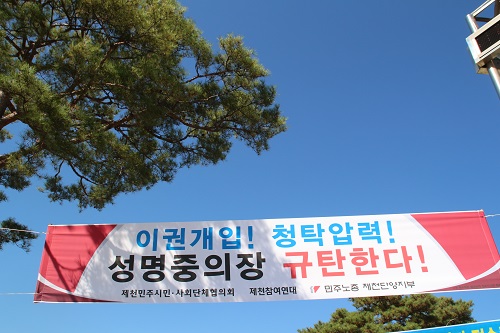 이권개입! 청탁압력!
성명중의장 규탄한다!
제천민주시민·사회단체협의회 제천참여연대 민주노총 제천단양지부